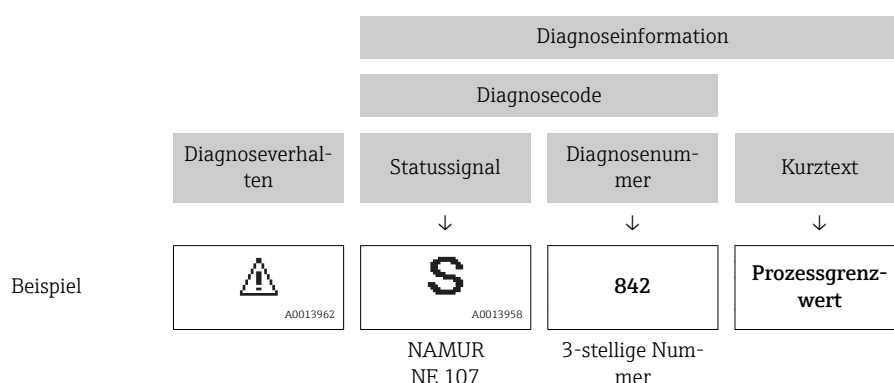 Diagnoseinformation
Diagnosecode
Diagnoseverhal-
ten
Statussignal
Diagnosenum-
mer
Kurztext
↓
↓
↓
Beispiel
A0013962
S
A0013958
842
Prozessgrenz-
wert
NAMUR
NE 107
3-stellige Num-
mer